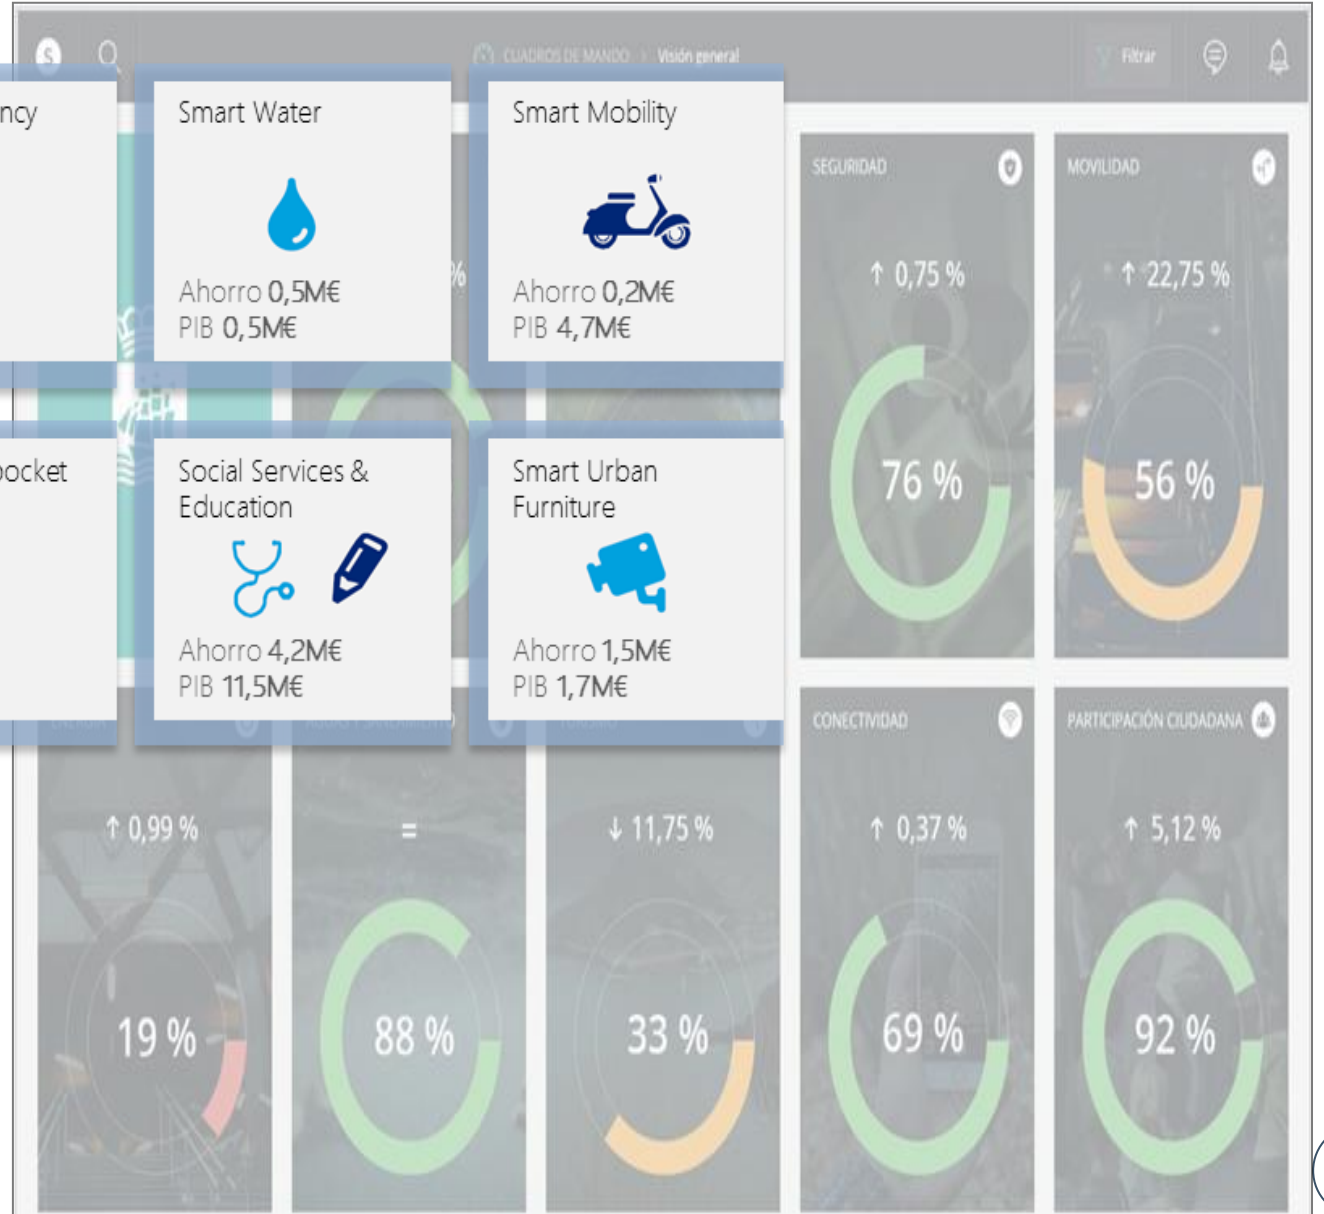 S
CUADROS DE MANDO
Visión general
Filtrar
ncy
Smart Water
Ahorro 0,5M€
PIB 0,5M€
Smart Mobility
Ahorro 0,2M€
PIB 4,7M€
%
SEGURIDAD
↑ 0,75 %
76 %
MOVILIDAD
↑ 22,75 %
56 %
pocket
Social Services &
Education
Ahorro 4,2M€
PIB 11,5M€
Smart Urban
Furniture
Ahorro 1,5M€
PIB 1,7M€
↑ 0,99 %
19 %
=
88 %
↓ 11,75 %
33 %
CONECTIVIDAD
↑ 0,37 %
69 %
PARTICIPACIÓN CIUDADANA
↑ 5,12 %
92 %